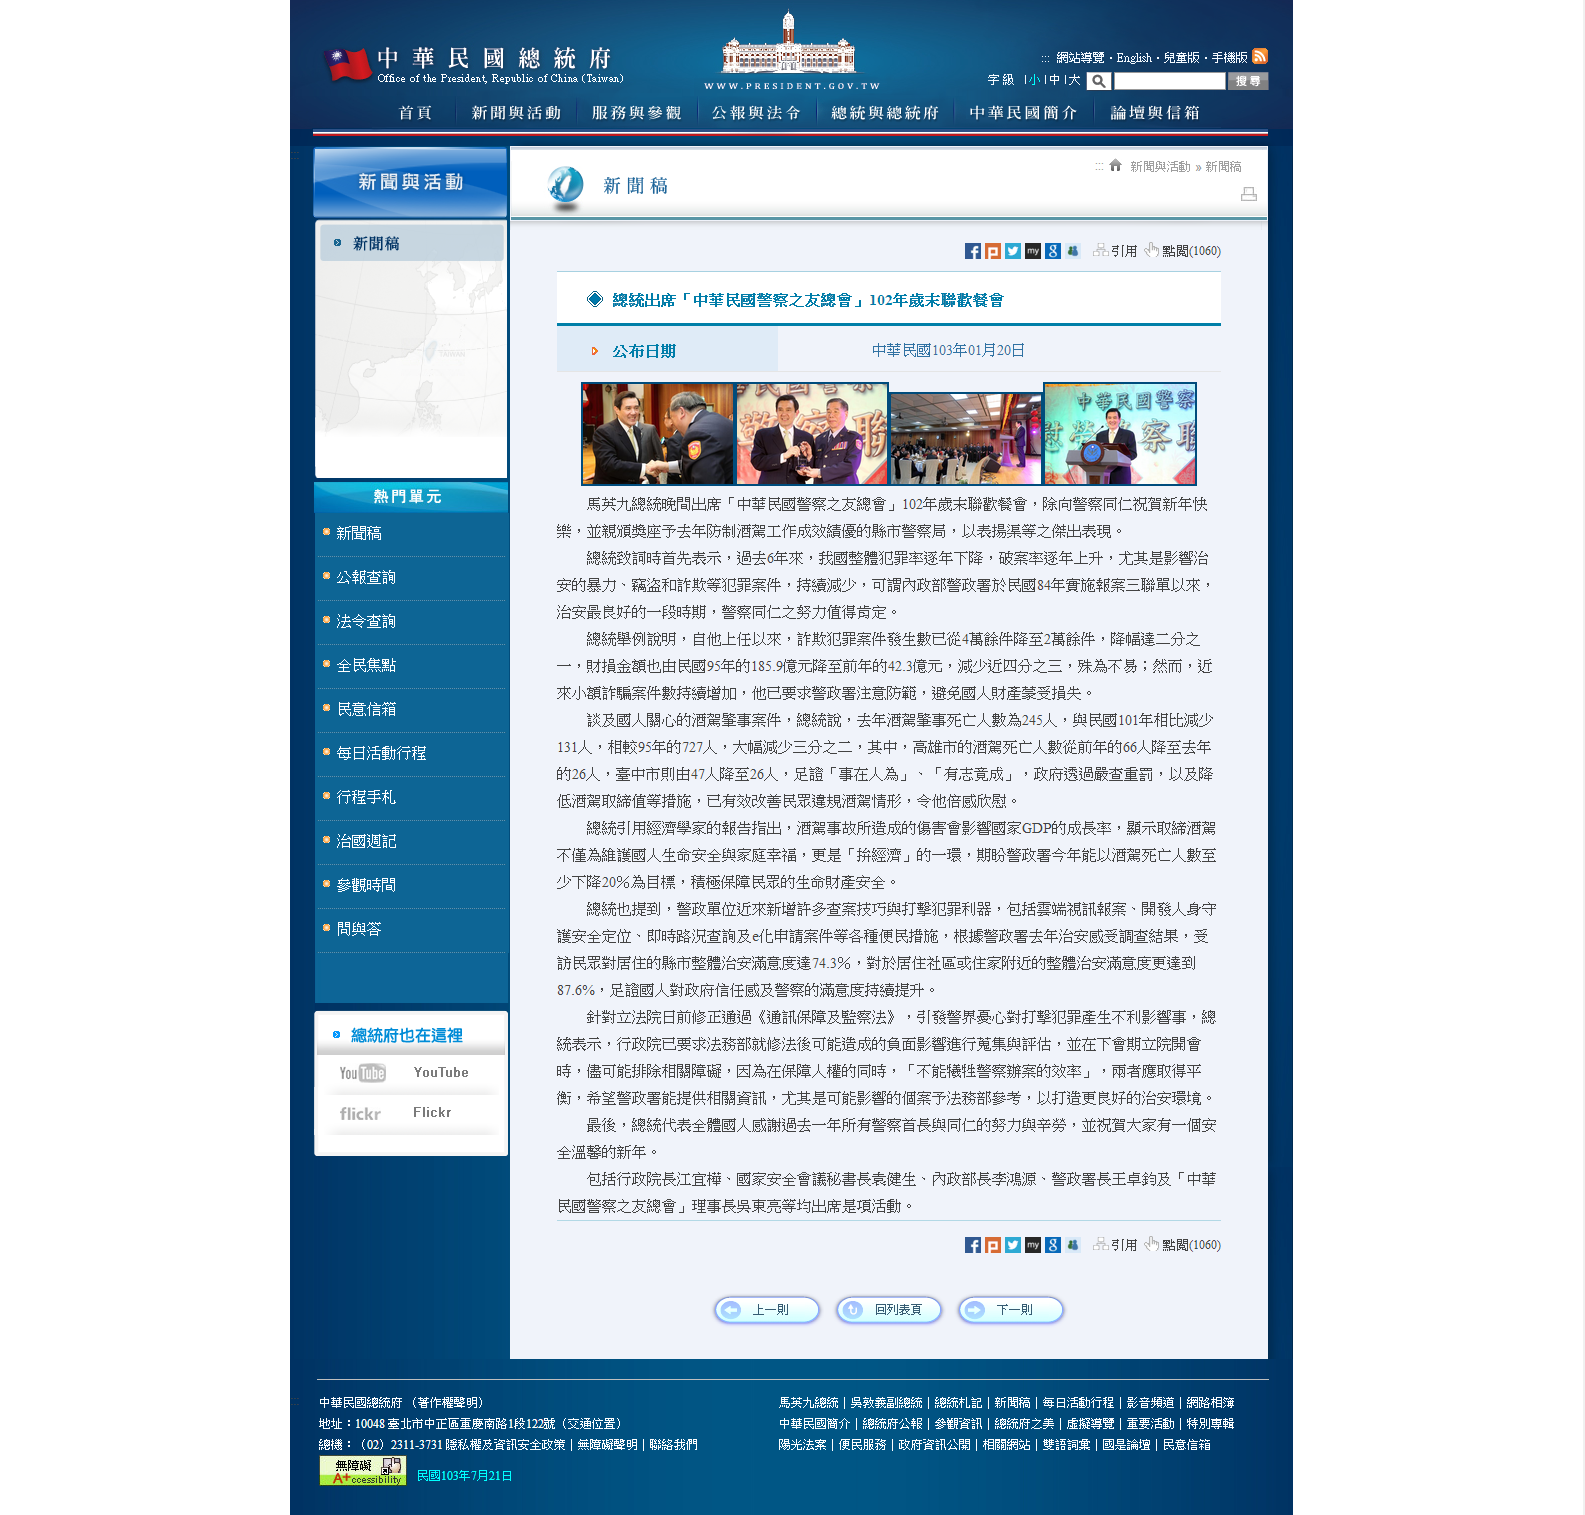 中華民國總統府
Office of the President, Republic of China (Taiwan)
WWW.PRESIDENT.GOV.TW
::: 網站導覽・English・兒童版・手機版
字級 |小 |中 |大 搜尋
首頁 新聞與活動 服務與參觀 公報與法令 總統與總統府 中華民國簡介 論壇與信箱
新聞與活動
新聞稿
TAIWAN
熱門單元
新聞稿
公報查詢
法令查詢
全民焦點
民意信箱
每日活動行程
行程手札
治國週記
參觀時間
問與答
總統府也在這裡
YouTube YouTube
flickr Flickr
新聞稿
::: 新聞與活動 » 新聞稿
引用 點閱(1060)
總統出席「中華民國警察之友總會」102年歲末聯歡餐會
公布日期 中華民國103年01月20日
馬英九總統晚間出席「中華民國警察之友總會」102年歲末聯歡餐會，除向警察同仁祝賀新年快
樂，並親頒獎座予去年防制酒駕工作成效績優的縣市警察局，以表揚渠等之傑出表現。
總統致詞時首先表示，過去6年來，我國整體犯罪率逐年下降，破案率逐年上升，尤其是影響治
安的暴力、竊盜和詐欺等犯罪案件，持續減少，可謂內政部警政署於民國84年實施報案三聯單以來，
治安最良好的一段時期，警察同仁之努力值得肯定。
總統舉例說明，自他上任以來，詐欺犯罪案件發生數已從4萬餘件降至2萬餘件，降幅達二分之
一，財損金額也由民國95年的185.9億元降至前年的42.3億元，減少近四分之三，殊為不易；然而，近
來小額詐騙案件數持續增加，他已要求警政署注意防範，避免國人財產蒙受損失。
談及國人關心的酒駕肇事案件，總統說，去年酒駕肇事死亡人數為245人，與民國101年相比減少
131人，相較95年的727人，大幅減少三分之二，其中，高雄市的酒駕死亡人數從前年的66人降至去年
的26人，臺中市則由47人降至26人，足證「事在人為」、「有志竟成」，政府透過嚴查重罰，以及降
低酒駕取締值等措施，已有效改善民眾違規酒駕情形，令他倍感欣慰。
總統引用經濟學家的報告指出，酒駕事故所造成的傷害會影響國家GDP的成長率，顯示取締酒駕
不僅為維護國人生命安全與家庭幸福，更是「拚經濟」的一環，期盼警政署今年能以酒駕死亡人數至
少下降20％為目標，積極保障民眾的生命財產安全。
總統也提到，警政單位近來新增許多查案技巧與打擊犯罪利器，包括雲端視訊報案、開發人身守
護安全定位、即時路況查詢及e化申請案件等各種便民措施，根據警政署去年治安感受調查結果，受
訪民眾對居住的縣市整體治安滿意度達74.3％，對於居住社區或住家附近的整體治安滿意度更達到
87.6%，足證國人對政府信任感及警察的滿意度持續提升。
針對立法院日前修正通過《通訊保障及監察法》，引發警界憂心對打擊犯罪產生不利影響事，總
統表示，行政院已要求法務部就修法後可能造成的負面影響進行蒐集與評估，並在下會期立院開會
時，儘可能排除相關障礙，因為在保障人權的同時，「不能犧牲警察辦案的效率」，兩者應取得平
衡，希望警政署能提供相關資訊，尤其是可能影響的個案予法務部參考，以打造更良好的治安環境。
最後，總統代表全體國人感謝過去一年所有警察首長與同仁的努力與辛勞，並祝賀大家有一個安
全溫馨的新年。
包括行政院長江宜樺、國家安全會議秘書長袁健生、內政部長李鴻源、警政署長王卓鈞及「中華
民國警察之友總會」理事長吳東亮等均出席是項活動。
引用 點閱(1060)
上一則 回列表頁 下一則
中華民國總統府 （著作權聲明）
地址：10048 臺北市中正區重慶南路1段122號（交通位置）
總機：（02）2311-3731 隱私權及資訊安全政策 | 無障礙聲明 | 聯絡我們
無障礙
A+ccessibility
民國103年7月21日
馬英九總統 | 吳敦義副總統 | 總統札記 | 新聞稿 | 每日活動行程 | 影音頻道 | 網路相簿
中華民國簡介 | 總統府公報 | 參觀資訊 | 總統府之美 | 虛擬導覽 | 重要活動 | 特別專輯
陽光法案 | 便民服務 | 政府資訊公開 | 相關網站 | 雙語詞彙 | 國是論壇 | 民意信箱